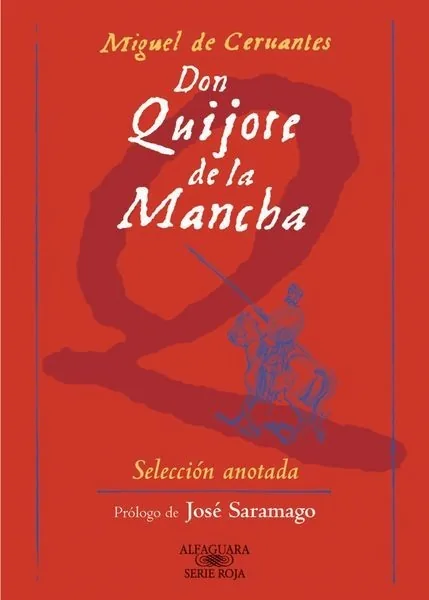 Miguel de Cervantes
Don
Quijote
de la
Mancha
Selección anotada
Prólogo de José Saramago
ALFAGUARA
SERIE ROJA